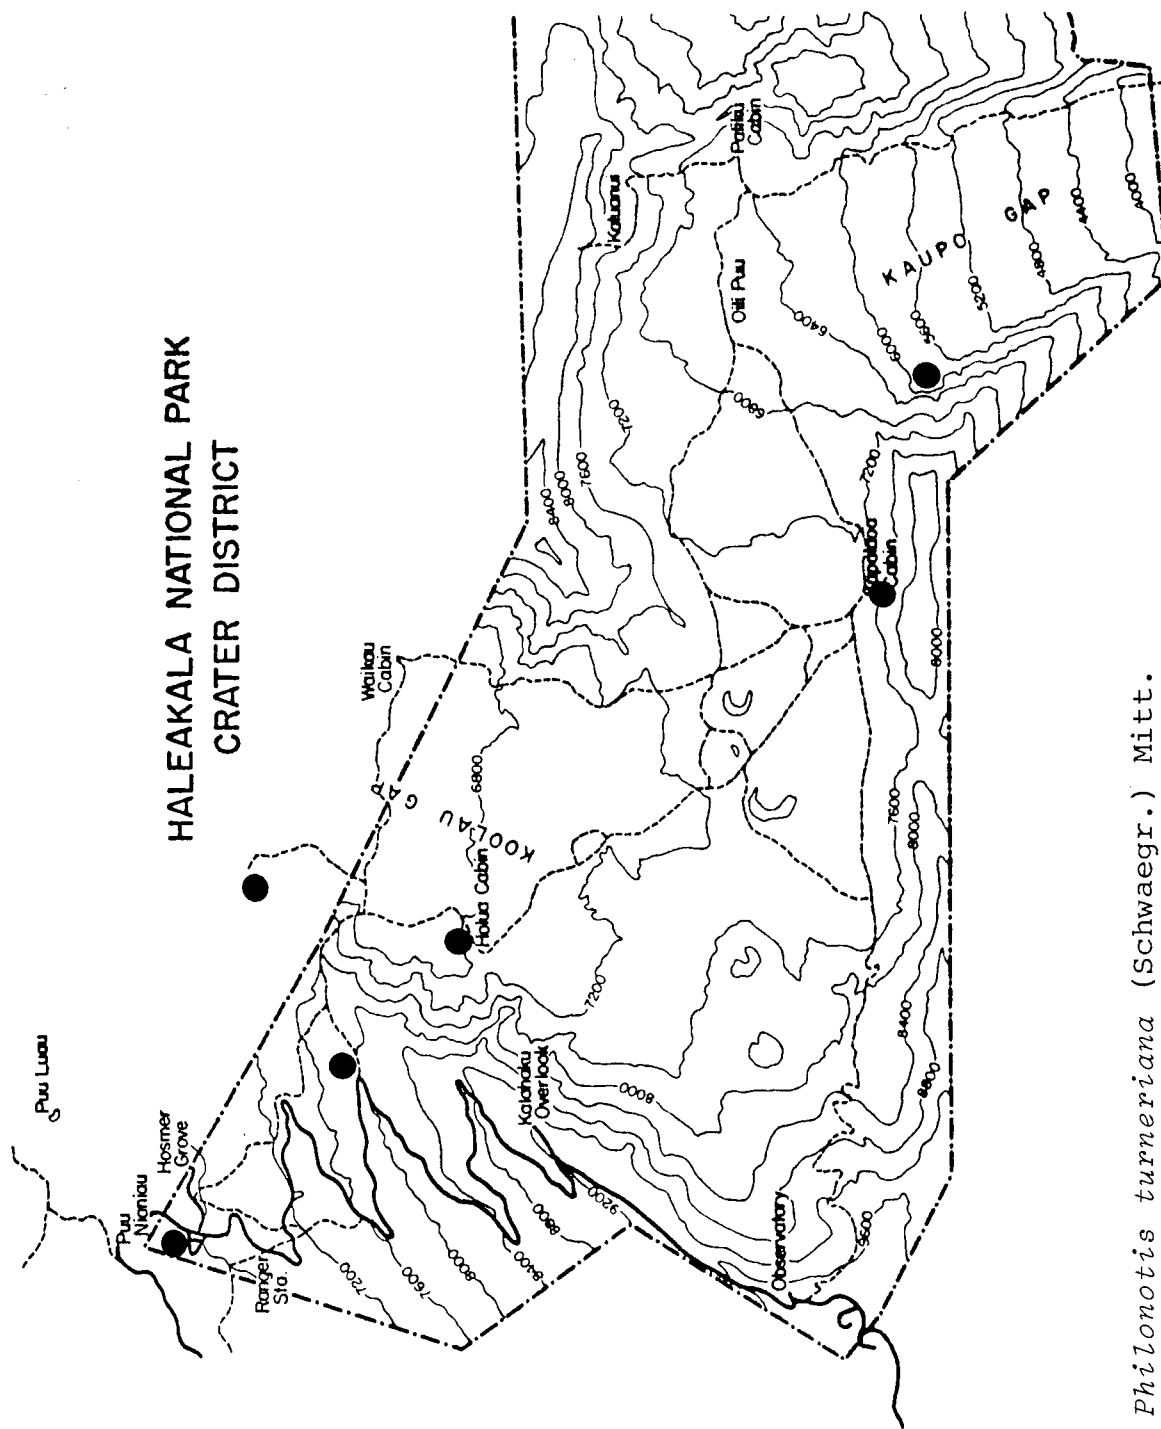 HALEAKALA NATIONAL PARK
CRATER DISTRICT
Puu Luau
Puu
Nianiau
Hosmer
Grove
Ranger
Sta.
7200
7600
8000
8400
8800
9200
Kalahaku
Overlook
Observatory
9600
8000
7200
8400
8800
Holua Cabin
KOOLAU GAP
6800
Waikau
Cabin
7600
8000
8000
Kapalaoa
Cabin
7200
8400
8000
7600
7200
6800
Kaluanui
Oili Puu
Paliku
Cabin
6400
6000
5600
5200
4800
4400
4000
KAUPO GAP
Philonotis turneriana (Schwaegr.) Mitt.